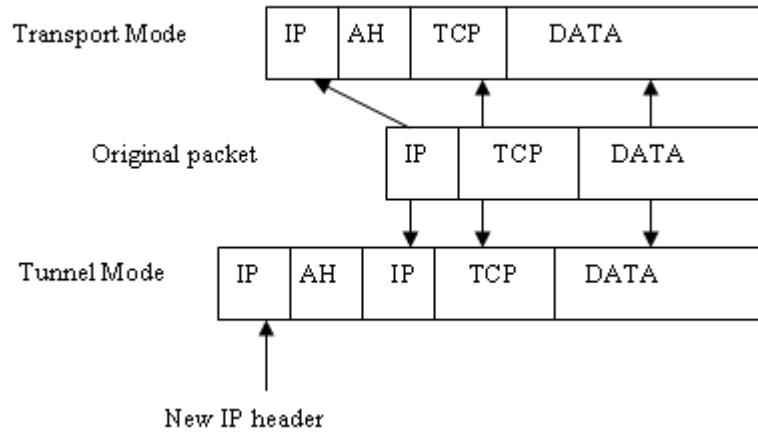 Transport Mode IP AH TCP DATA
Original packet IP TCP DATA
Tunnel Mode IP AH IP TCP DATA
New IP header